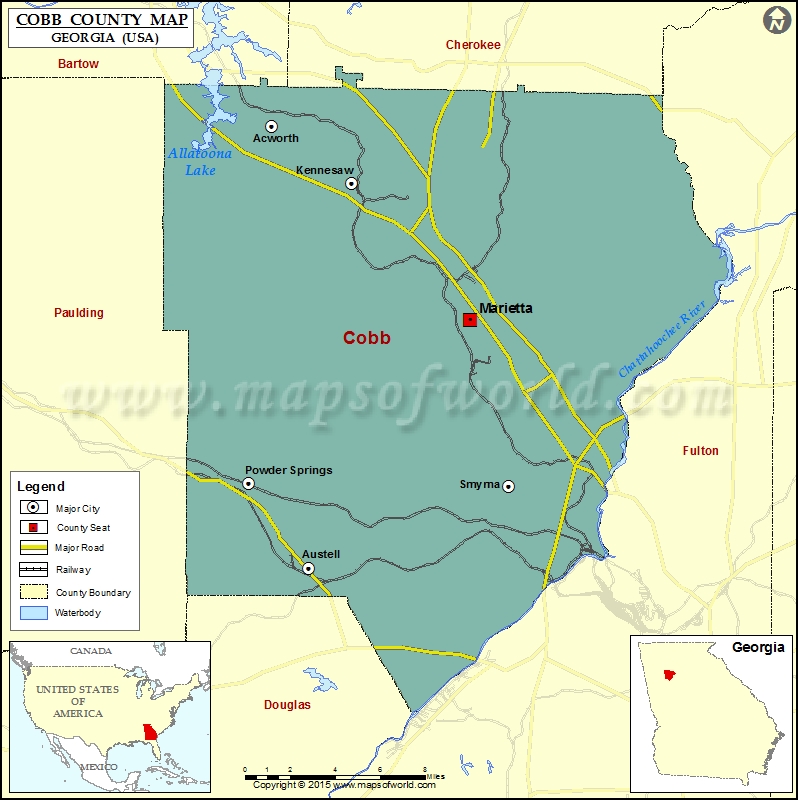 COBB COUNTY MAP
GEORGIA (USA)
N
Cherokee
Bartow
Acworth
Allatoona
Lake
Kennesaw
Paulding
Marietta
Cobb
Chattahoochee River
www.mapsofworld.com
Fulton
Powder Springs
Smyrna
Legend
Major City
County Seat
Major Road
Railway
County Boundary
Waterbody
Austell
CANADA
UNITED STATES
OF
AMERICA
MEXICO
Douglas
Georgia
0 1 2 4 6 8 Miles
Copyright © 2015 www.mapsofworld.com